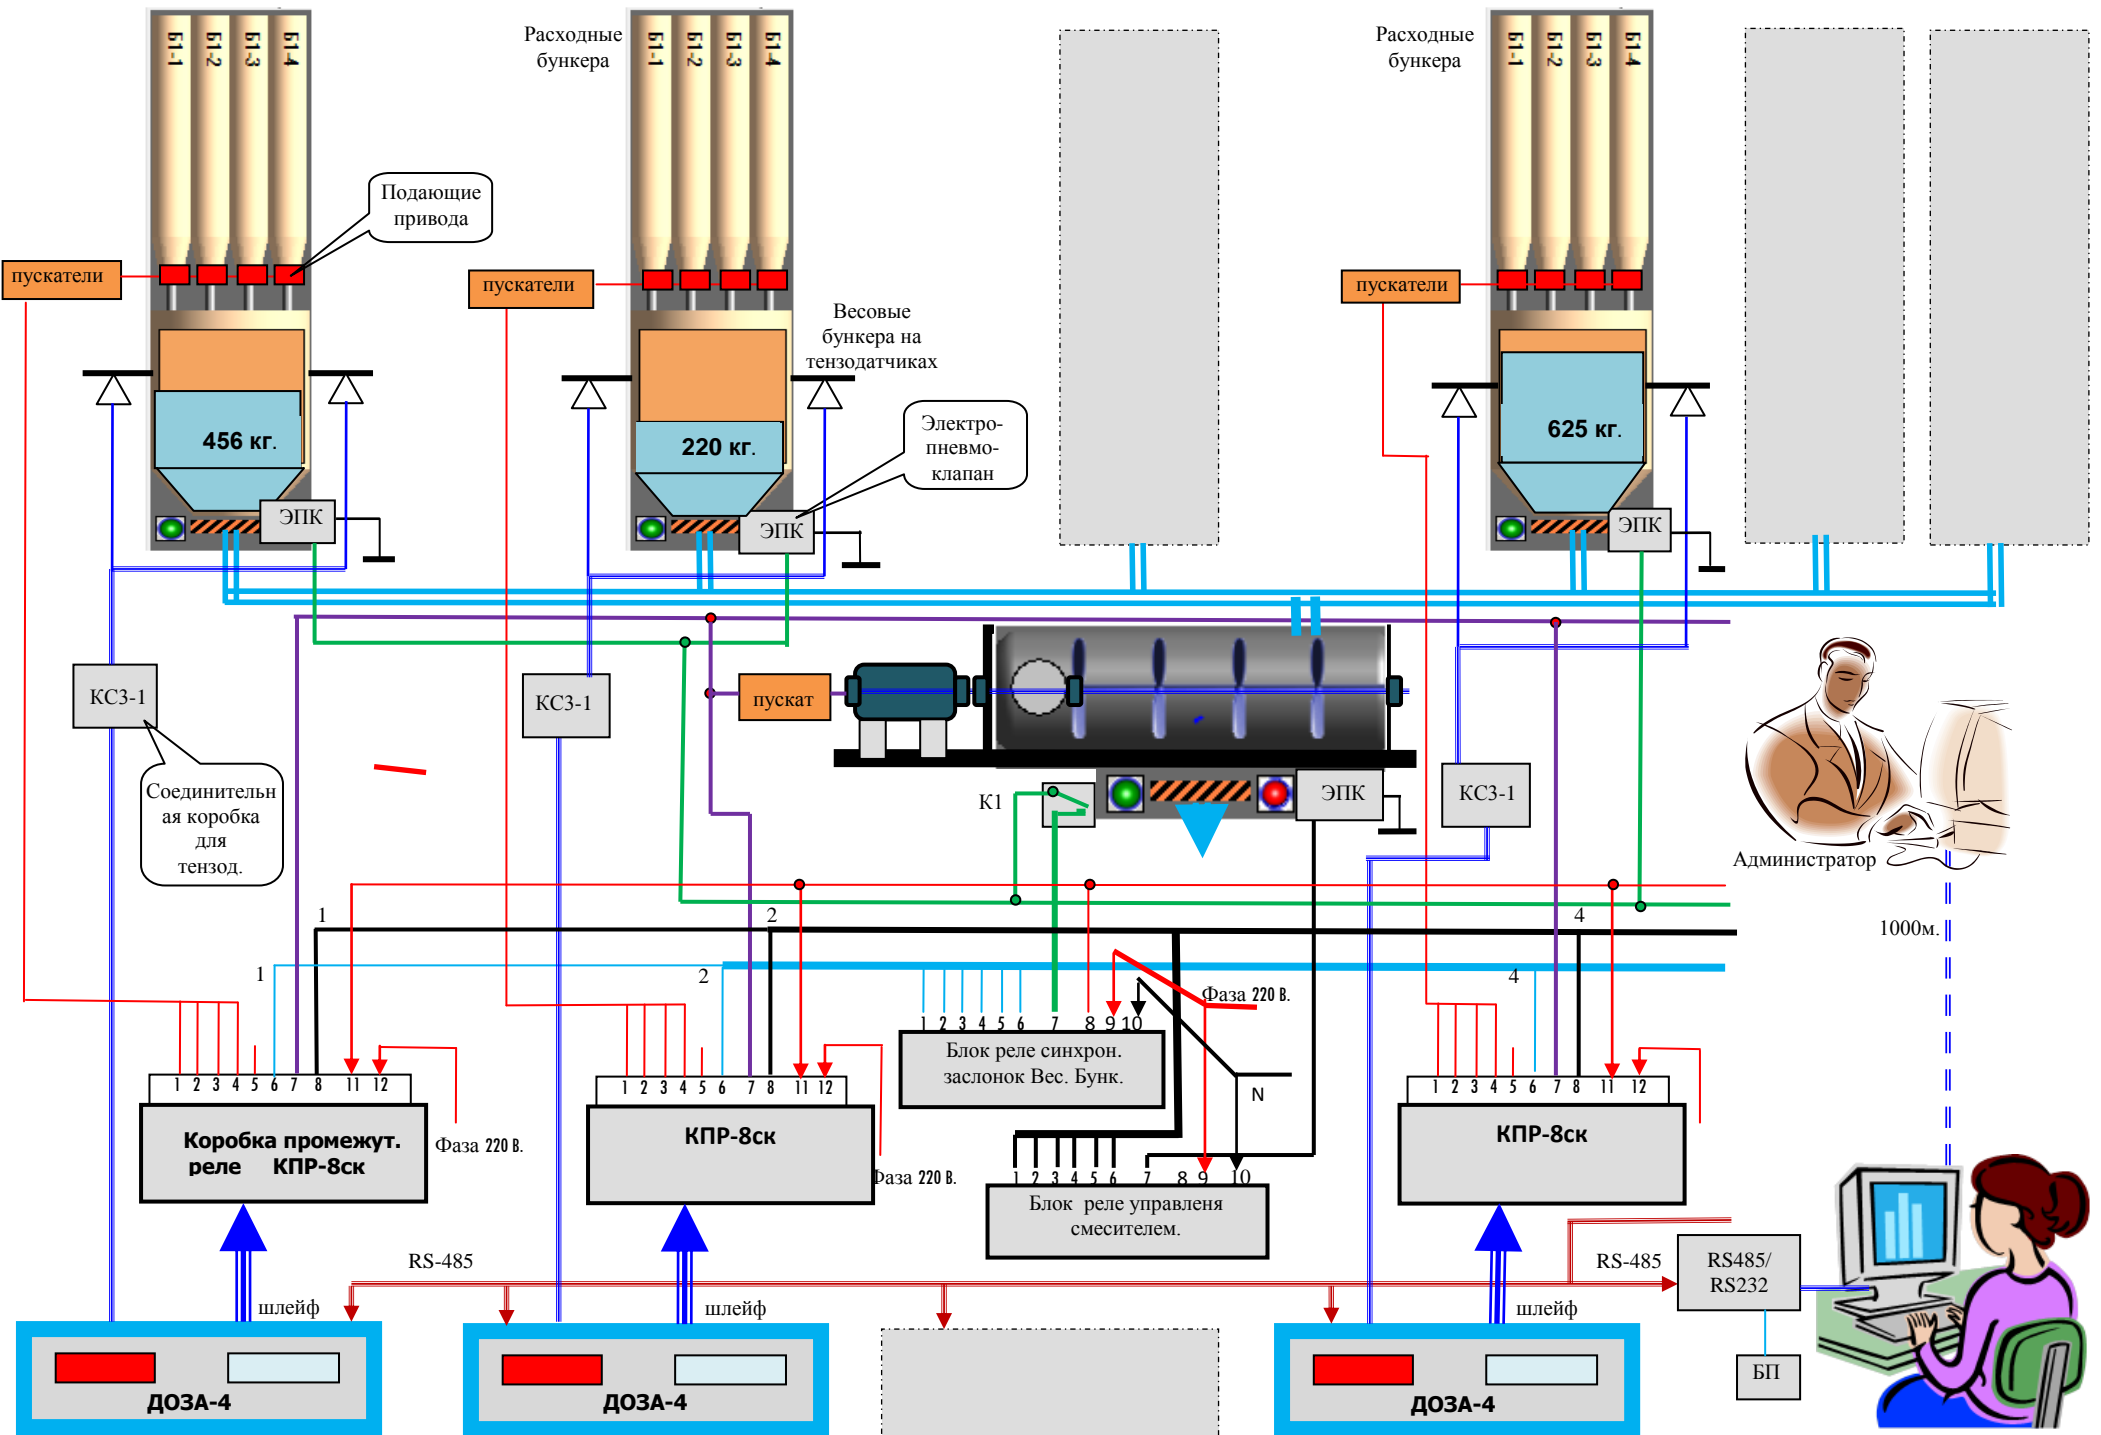 Б1-1
Б1-2
Б1-3
Б1-4
Расходные
бункера
Б1-1
Б1-2
Б1-3
Б1-4
Расходные
бункера
Б1-1
Б1-2
Б1-3
Б1-4
Подающие
привода
пускатели
пускатели
пускатели
Весовые
бункера на
тензодатчиках
456 кг.
220 кг.
625 кг.
Электро-
пневмо-
клапан
ЭПК
ЭПК
ЭПК
КС3-1
КС3-1
пускат
КС3-1
К1
ЭПК
Соединительн
ая коробка
для
тензод.
Администратор
1000м.
1
2
4
1
2
4
Фаза 220 В.
1 2 3 4 5 6 7 8 9 10
Блок реле синхрон.
заслонок Вес. Бунк.
N
1 2 3 4 5 6 7 8 11 12
Коробка промежут.
реле КПР-8ск
Фаза 220 В.
1 2 3 4 5 6 7 8 11 12
КПР-8ск
Фаза 220 В.
1 2 3 4 5 6 7 8 9 10
Блок реле управленя
смесителем.
1 2 3 4 5 6 7 8 11 12
КПР-8ск
RS-485
RS-485
RS485/
RS232
шлейф
шлейф
шлейф
БП
ДОЗА-4
ДОЗА-4
ДОЗА-4